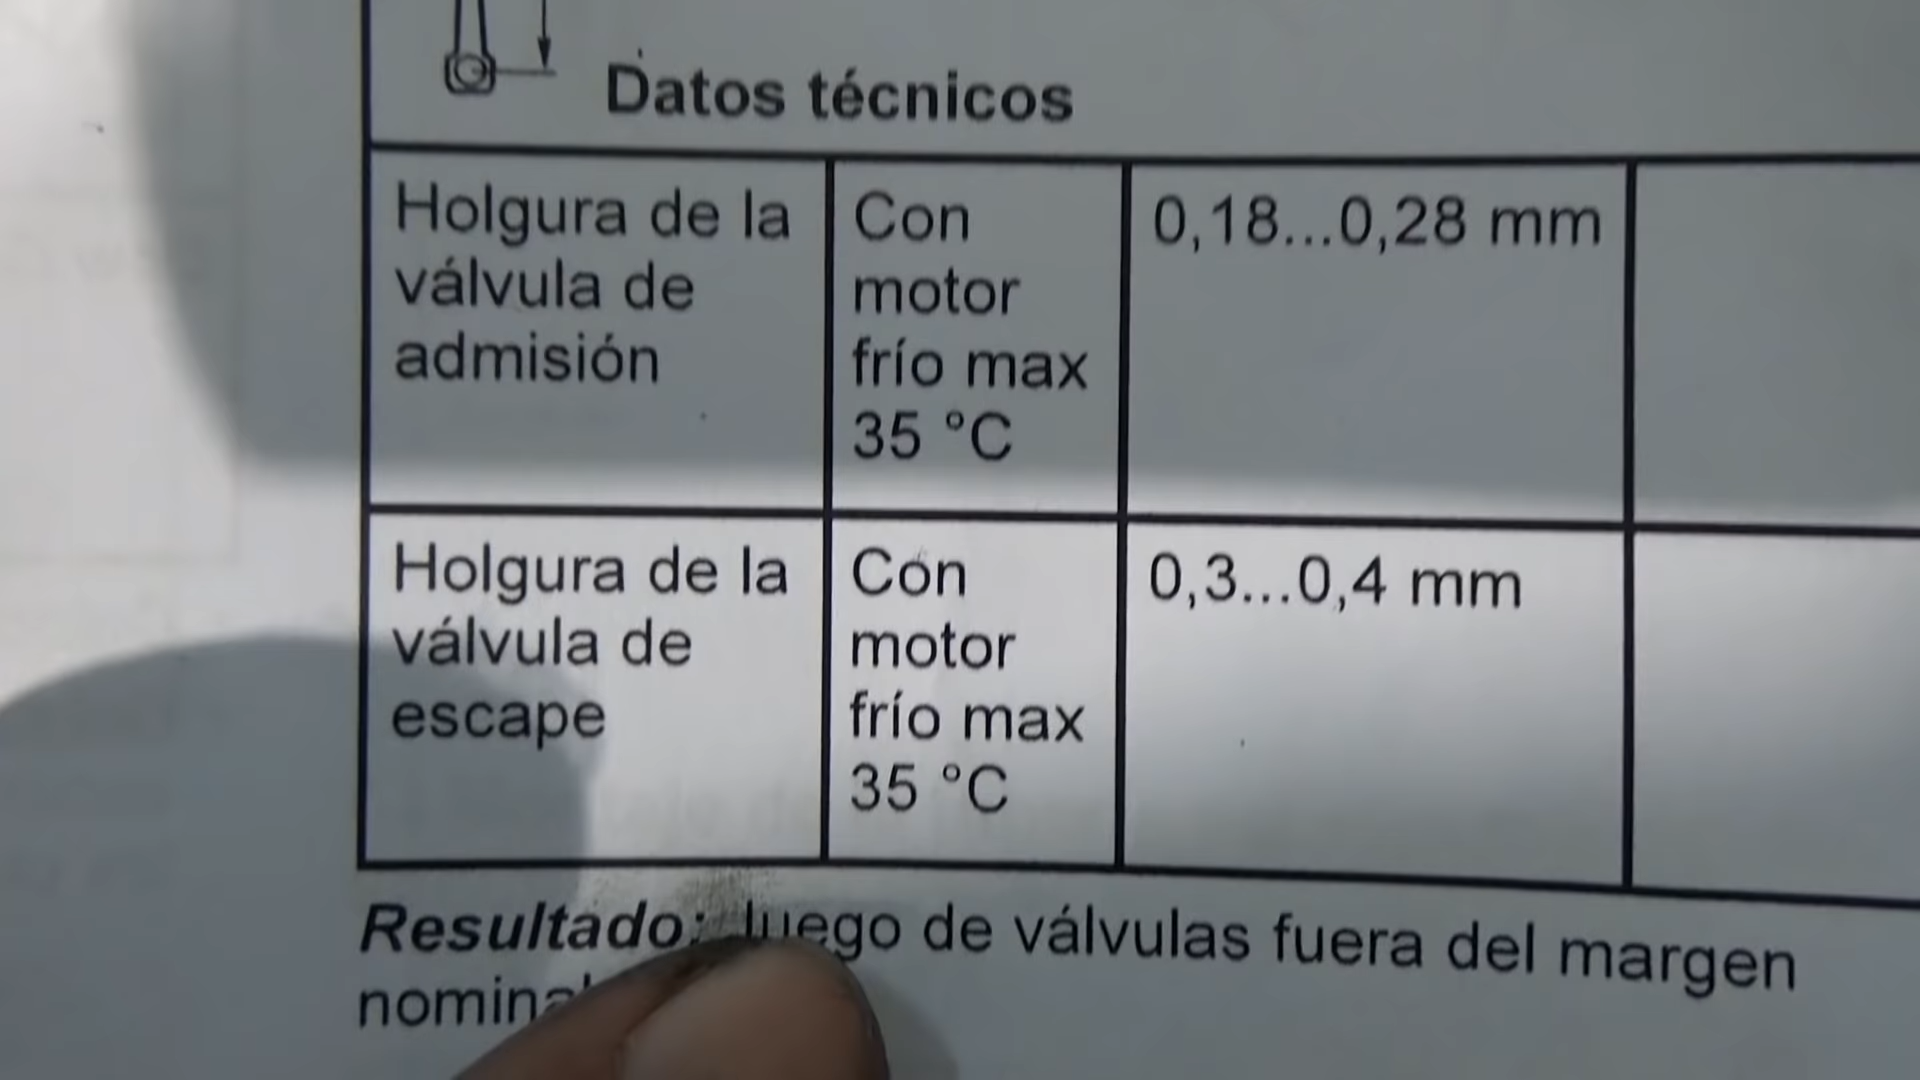 Datos técnicos
Holgura de la
válvula de
admisión
Con
motor
frío max
35 °C
0,18...0,28 mm
Holgura de la
válvula de
escape
Con
motor
frío max
35 °C
0,3...0,4 mm
Resultado: Juego de válvulas fuera del margen